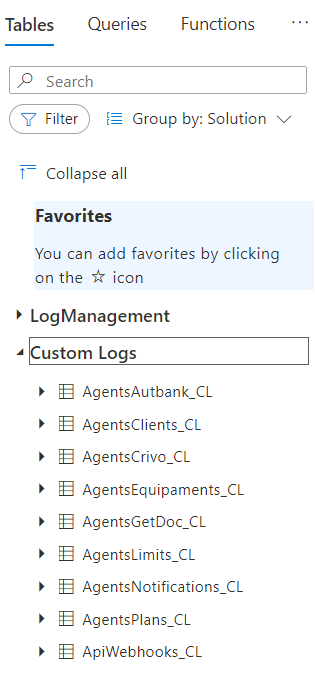 Tables Queries Functions ...
Search
Filter Group by: Solution
Collapse all
Favorites
You can add favorites by clicking
on the ☆ icon
LogManagement
Custom Logs
AgentsAutbank_CL
AgentsClients_CL
AgentsCrivo_CL
AgentsEquipaments_CL
AgentsGetDoc_CL
AgentsLimits_CL
AgentsNotifications_CL
AgentsPlans_CL
ApiWebhooks_CL